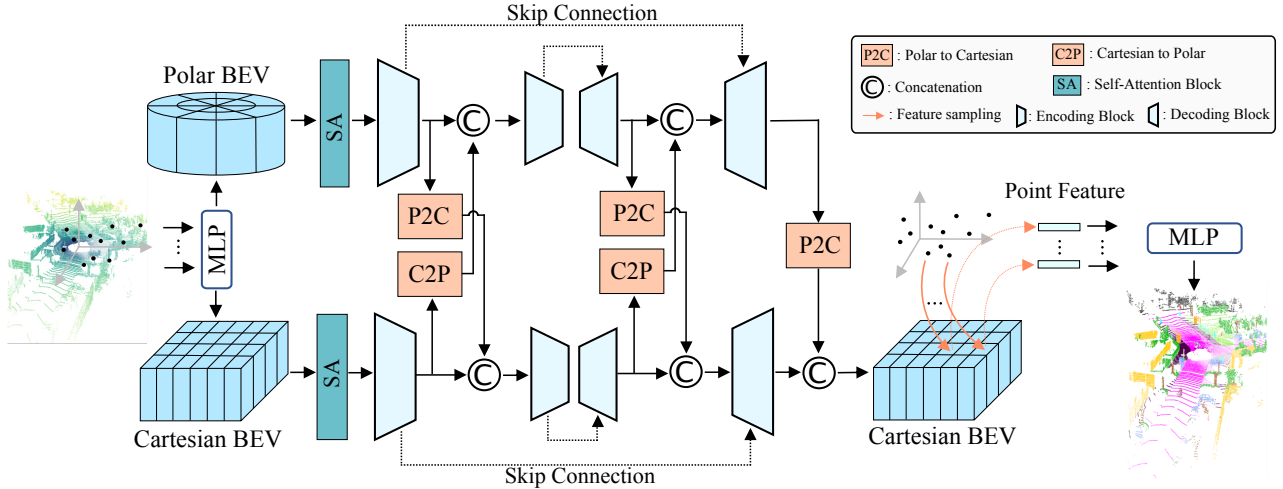 Skip Connection
P2C : Polar to Cartesian
C2P : Cartesian to Polar
C : Concatenation
SA : Self-Attention Block
: Feature sampling
: Encoding Block
: Decoding Block
Polar BEV
SA
C
C
MLP
P2C
P2C
P2C
C2P
C2P
Point Feature
MLP
SA
C
C
C
Cartesian BEV
Cartesian BEV
Skip Connection